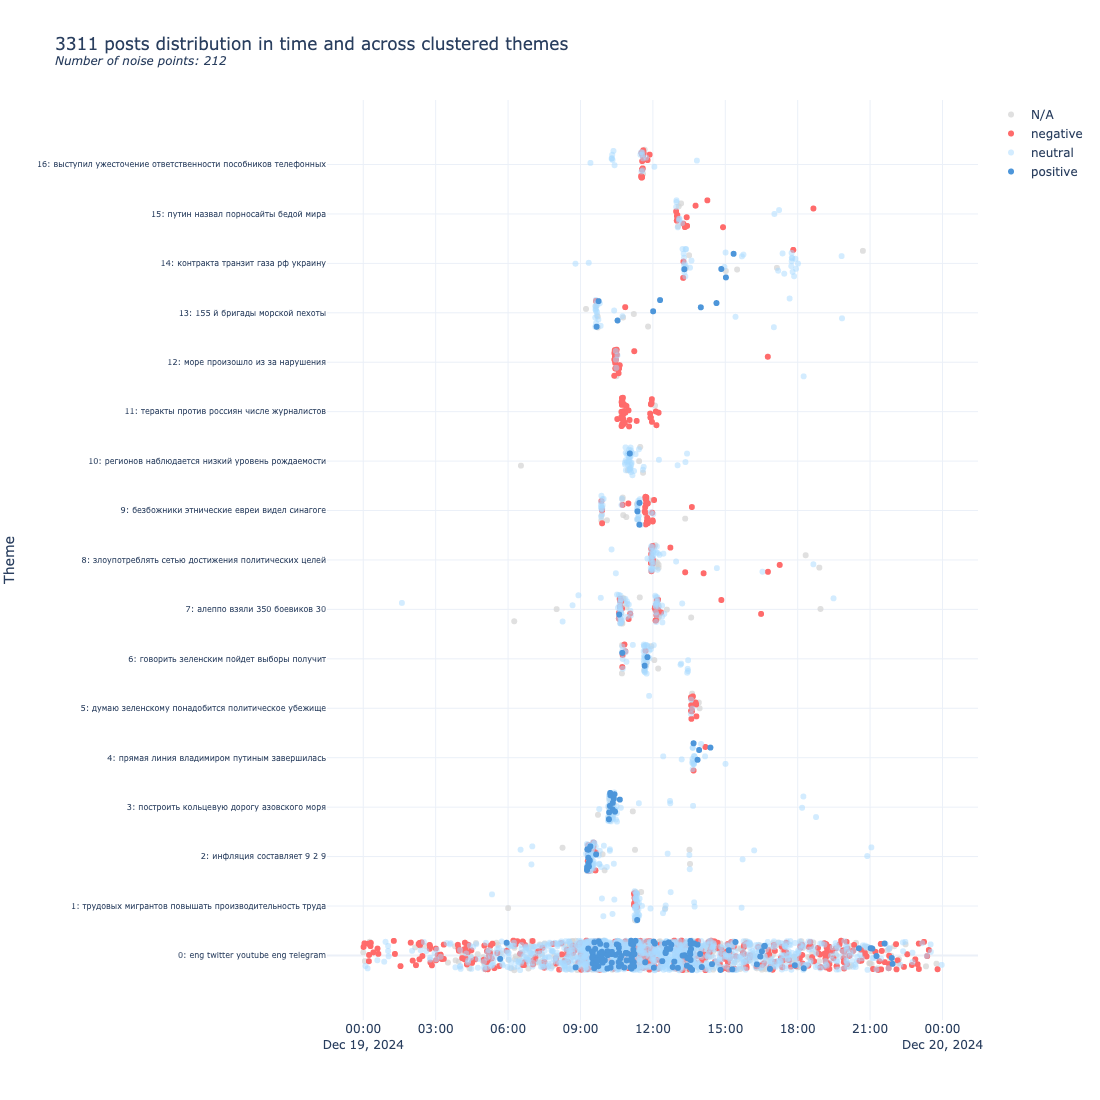 3311 posts distribution in time and across clustered themes
Number of noise points: 212
N/A
negative
neutral
positive
Theme
16: выступил ужесточение ответственности пособников телефонных
15: путин назвал порносайты бедой мира
14: контракта транзит газа рф украину
13: 155 й бригады морской пехоты
12: море произошло из за нарушения
11: теракты против россиян числе журналистов
10: регионов наблюдается низкий уровень рождаемости
9: безбожники этнические евреи видел синагоге
8: злоупотреблять сетью достижения политических целей
7: алеппо взяли 350 боевиков 30
6: говорить зеленским пойдет выборы получит
5: думаю зеленскому понадобится политическое убежище
4: прямая линия владимиром путиным завершилась
3: построить кольцевую дорогу азовского моря
2: инфляция составляет 9 2 9
1: трудовых мигрантов повышать производительность труда
0: eng twitter youtube eng telegram
00:00 03:00 06:00 09:00 12:00 15:00 18:00 21:00 00:00
Dec 19, 2024 Dec 20, 2024